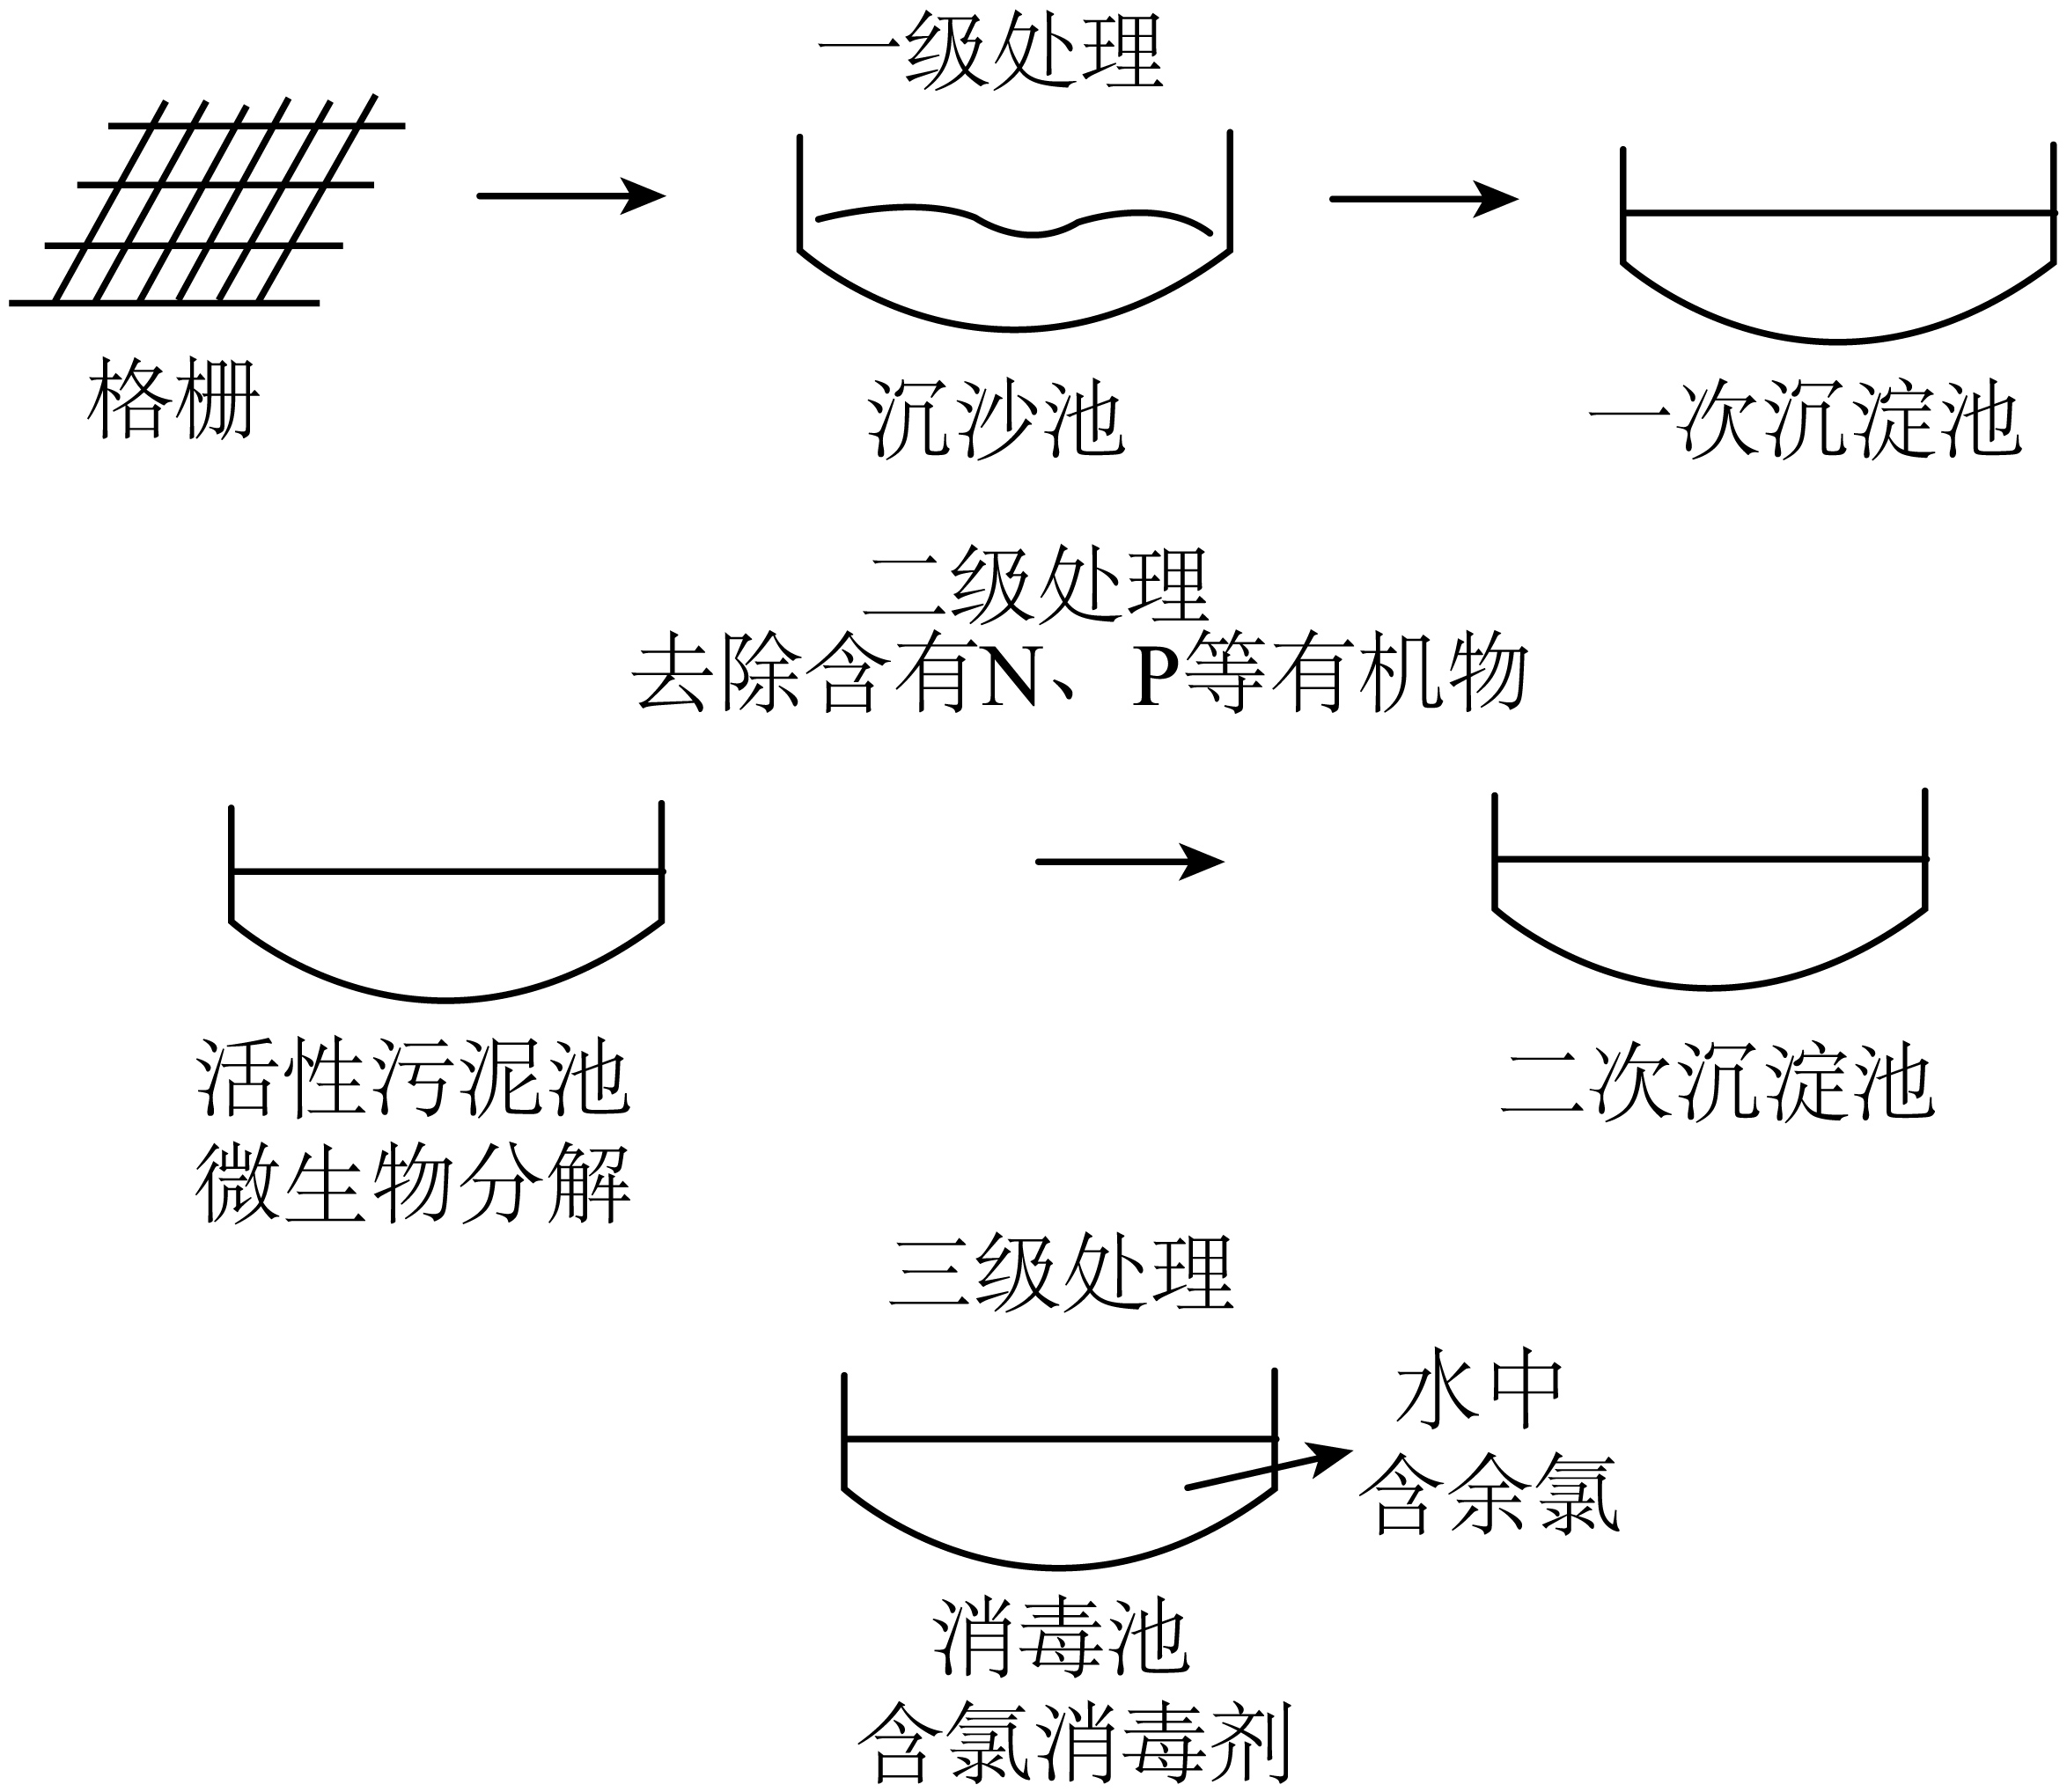 一级处理
格栅
沉沙池
一次沉淀池
二级处理
去除含有N、P等有机物
活性污泥池
微生物分解
二次沉淀池
三级处理
水中
含余氯
消毒池
含氯消毒剂